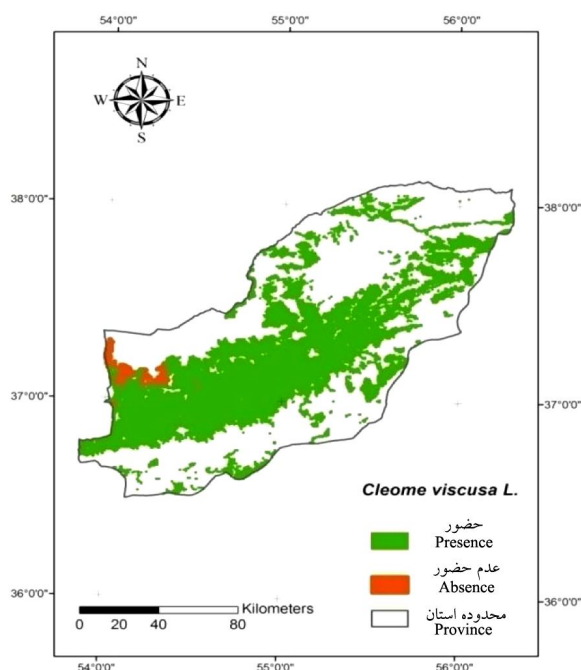 54°0'0" 55°0'0" 56°0'0"
N
W E
S
38°0'0" 38°0'0"
37°0'0" 37°0'0"
Cleome viscusa L.
حضور
Presence
عدم حضور
Absence
محدوده استان
Province
36°0'0" 36°0'0"
Kilometers
0 20 40 80
54°0'0" 55°0'0" 56°0'0"